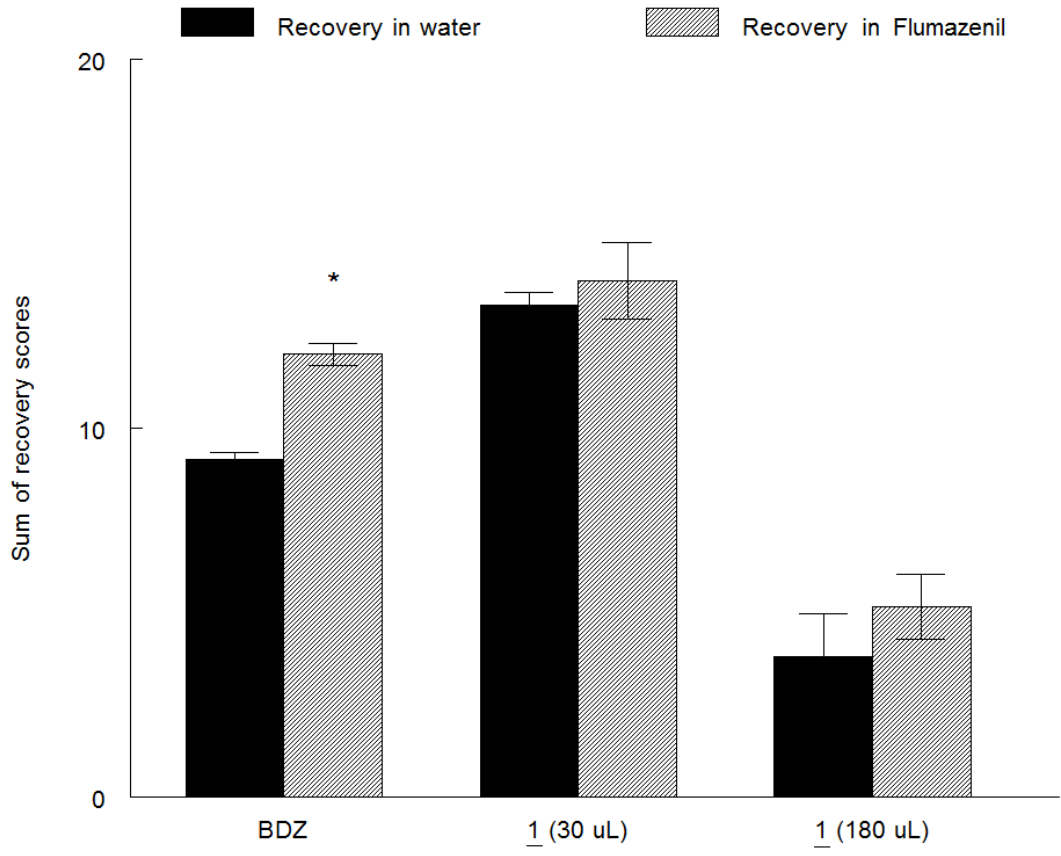 Recovery in water
Recovery in Flumazenil
20
*
Sum of recovery scores
10
0
BDZ
1 (30 uL)
1 (180 uL)